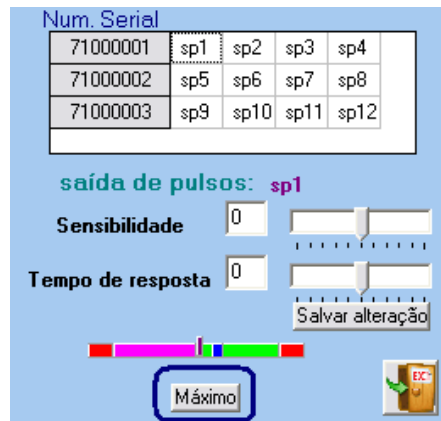 Num. Serial
71000001 sp1 sp2 sp3 sp4
71000002 sp5 sp6 sp7 sp8
71000003 sp9 sp10 sp11 sp12
saída de pulsos: sp1
Sensibilidade 0
Tempo de resposta 0
Salvar alteração
Máximo
EXIT